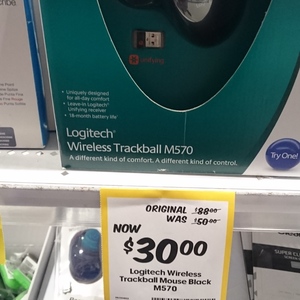 Unifying
Uniquely designed
for all-day comfort
Leave-in Logitech®
Unifying receiver
18-month battery life
Logitech®
Wireless Trackball M570
A different kind of comfort. A different kind of control.
Try One!
ORIGINAL $88.00
WAS $50.00
NOW
$30.00
Logitech Wireless
Trackball Mouse Black
M570